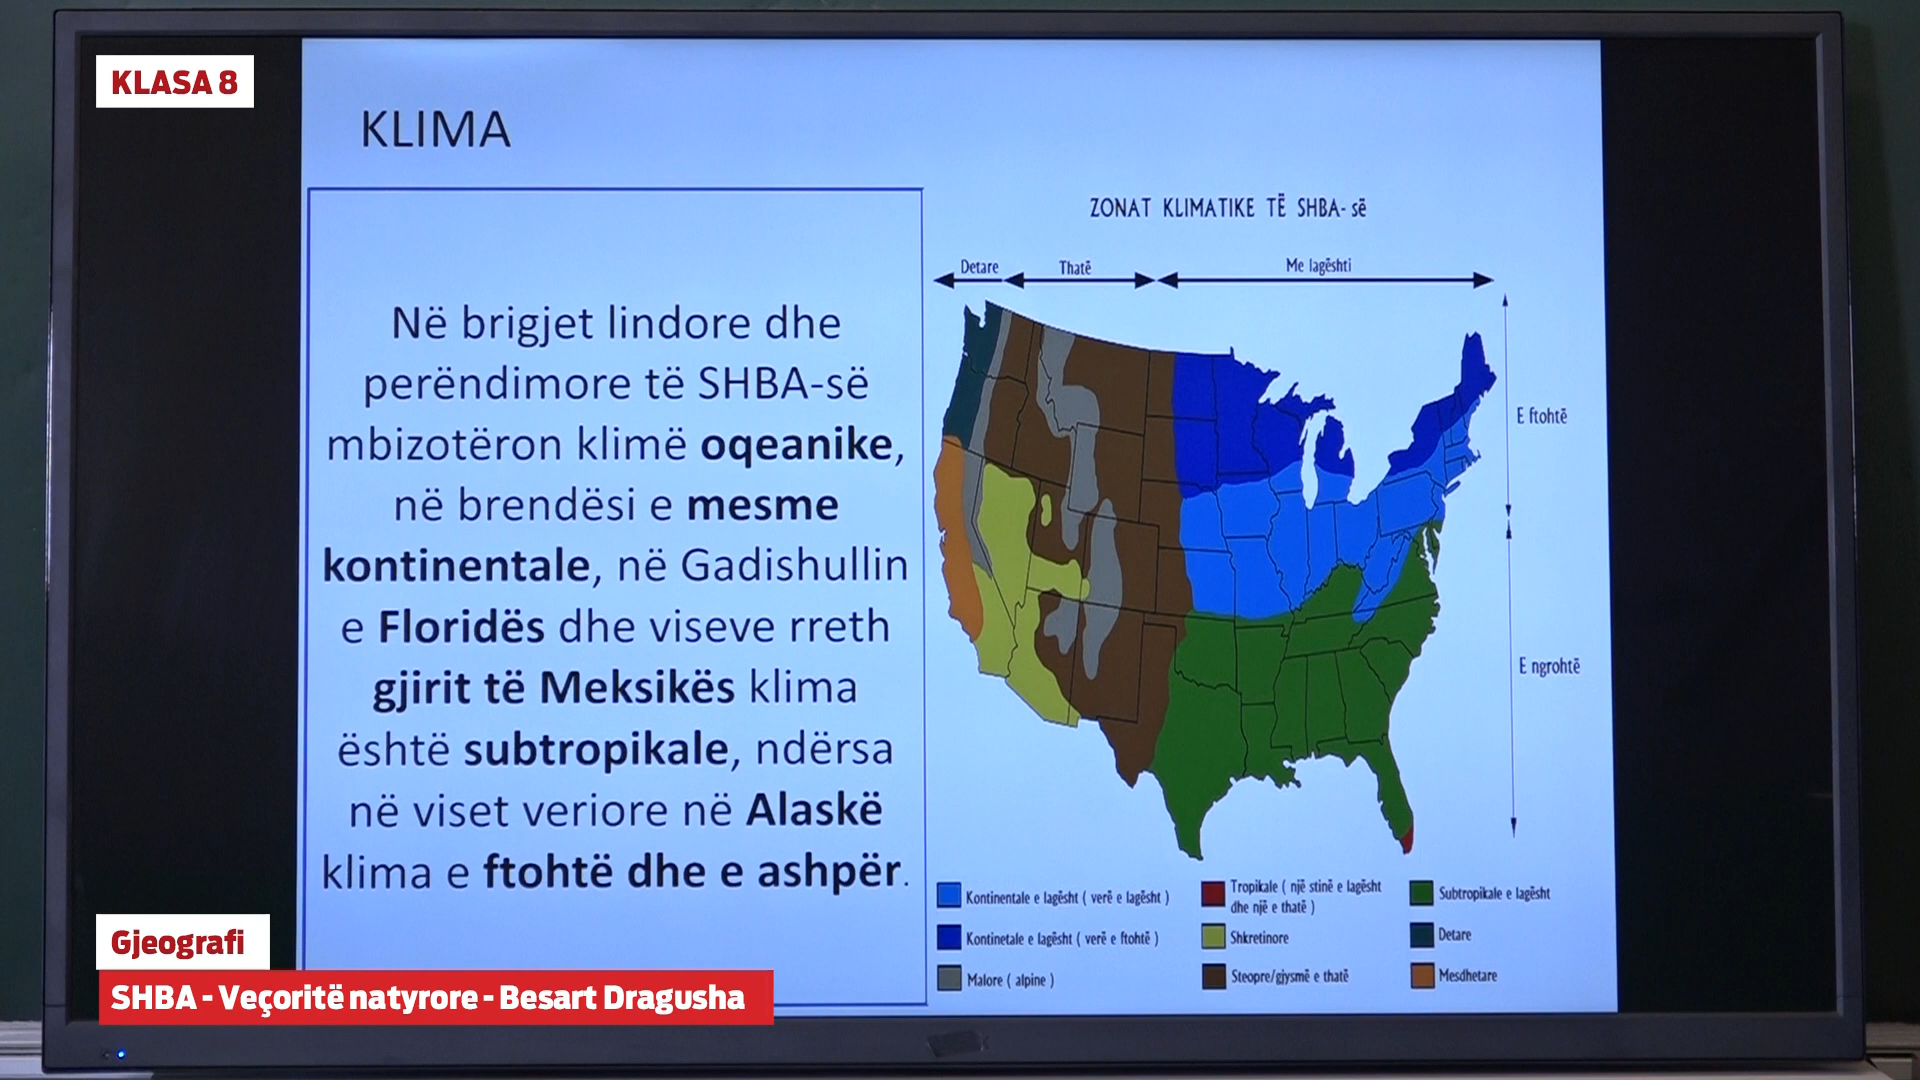 KLASA 8
KLIMA
Në brigjet lindore dhe
perëndimore të SHBA-së
mbizotëron klimë oqeanike,
në brendësi e mesme
kontinentale, në Gadishullin
e Floridës dhe viseve rreth
gjirit të Meksikës klima
është subtropikale, ndërsa
në viset veriore në Alaskë
klima e ftohtë dhe e ashpër.
ZONAT KLIMATIKE TË SHBA- së
Detare
Thatë
Me lagështi
E ftohtë
E ngrohtë
Kontinentale e lagësht ( verë e lagësht )
Kontinetale e lagësht ( verë e ftohtë )
Malore ( alpine )
Tropikale ( një stinë e lagësht
dhe një e thatë )
Shkretinore
Steopre/gjysmë e thatë
Subtropikale e lagësht
Detare
Mesdhetare
Gjeografi
SHBA - Veçoritë natyrore - Besart Dragusha